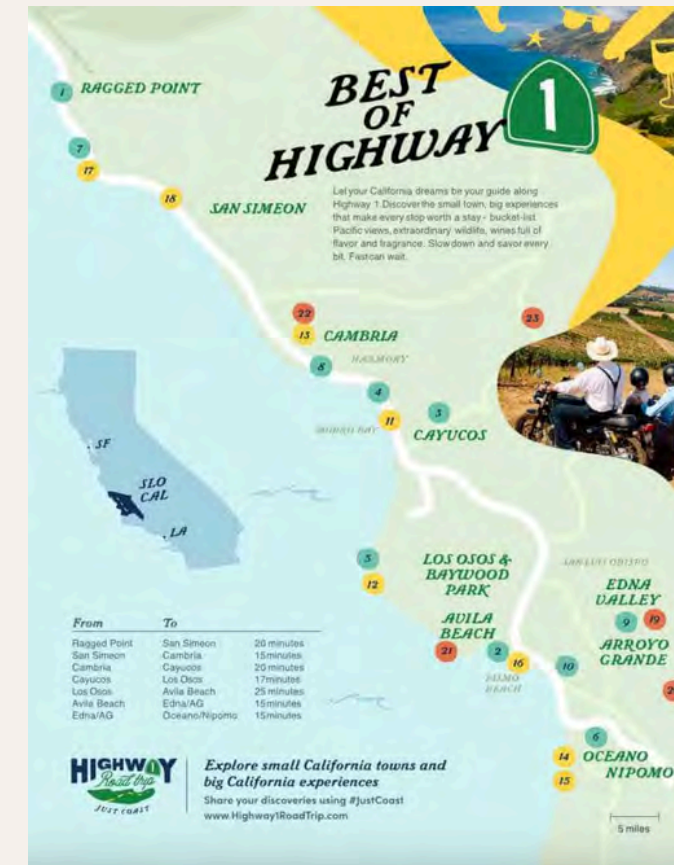 BEST
OF
HIGHWAY
1
Let your California dreams be your guide along
Highway 1. Discover the small town, big experiences
that make every stop worth a stay - bucket-list
Pacific views, extraordinary wildlife, wines full of
flavor and fragrance. Slow down and savor every
bit. Fast can wait.
1 RAGGED POINT
7
17
18
SAN SIMEON
22
13 CAMBRIA
23
8
HARMONY
4
11
MORRO BAY
3
CAYUCOS
SF
SLO
CAL
LA
5
12
LOS OSOS &
BAYWOOD
PARK
SAN LUIS OBISPO
EDNA
VALLEY
9
19
AVILA
BEACH
21
2
16
PISMO
BEACH
10
ARROYO
GRANDE
6
14
15
OCEANO
NIPOMO
From To
Ragged Point San Simeon 20 minutes
San Simeon Cambria 15minutes
Cambria Cayucos 20 minutes
Cayucos Los Osos 17minutes
Los Osos Avila Beach 25 minutes
Avila Beach Edna/AG 15minutes
Edna/AG Oceano/Nipomo 15minutes
HIGHWAY
Road trip
JUST COAST
Explore small California towns and
big California experiences
Share your discoveries using #JustCoast
www.Highway1RoadTrip.com
5 miles